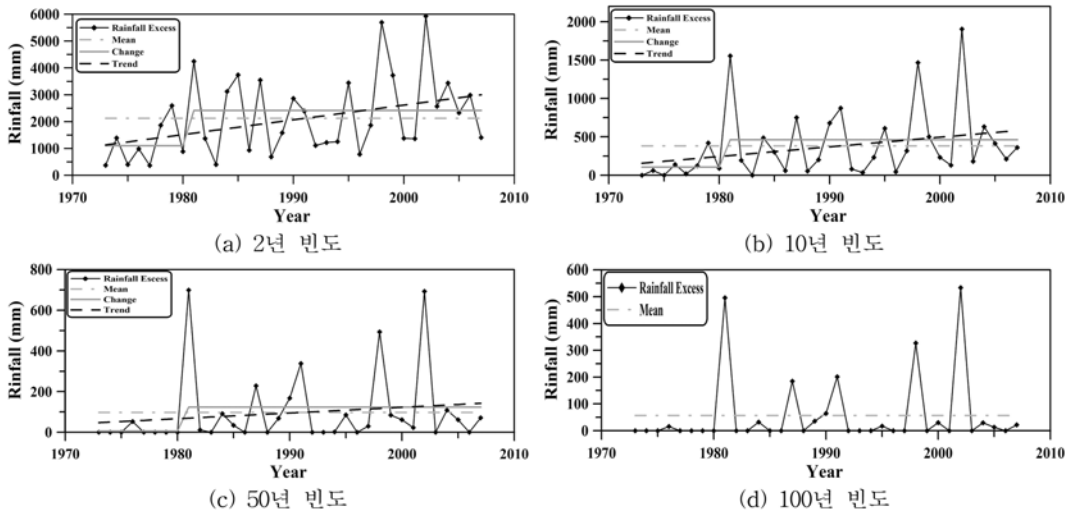 6000
5000
4000
3000
2000
1000
0
Rinfall (mm)
Rainfall Excess
Mean
Change
Trend
1970 1980 1990 2000 2010
Year
(a) 2년 빈도
2000
1500
1000
500
0
Rinfall (mm)
Rainfall Excess
Mean
Change
Trend
1970 1980 1990 2000 2010
Year
(b) 10년 빈도
800
600
400
200
0
Rinfall (mm)
Rainfall Excess
Mean
Change
Trend
1970 1980 1990 2000 2010
Year
(c) 50년 빈도
600
500
400
300
200
100
0
Rinfall (mm)
Rainfall Excess
Mean
1970 1980 1990 2000 2010
Year
(d) 100년 빈도